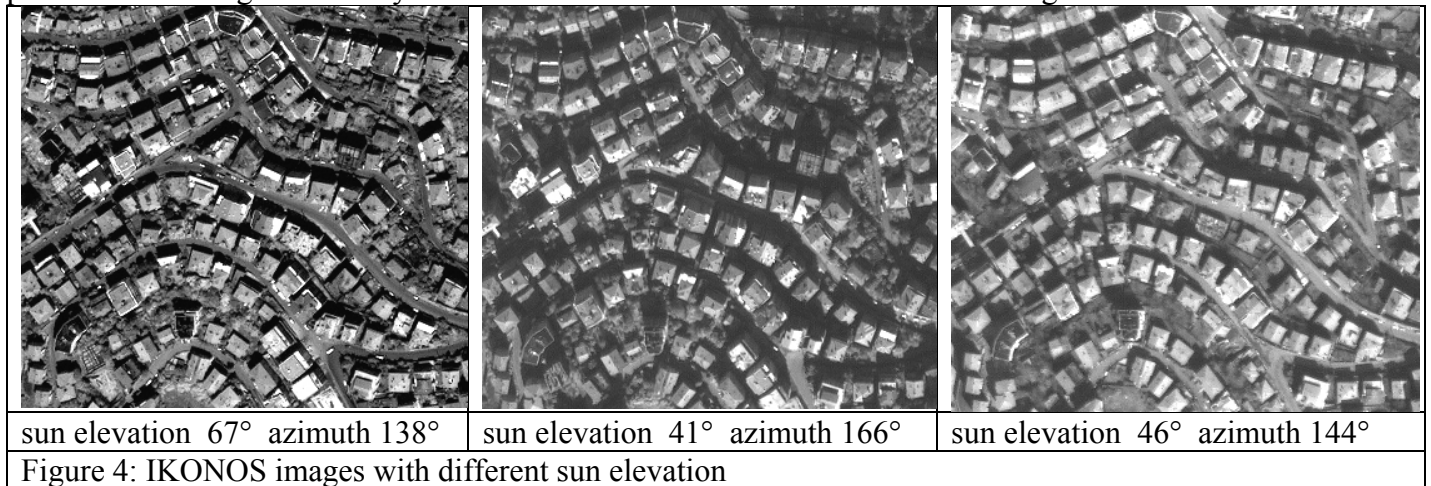 sun elevation 67° azimuth 138°
sun elevation 41° azimuth 166°
sun elevation 46° azimuth 144°
Figure 4: IKONOS images with different sun elevation